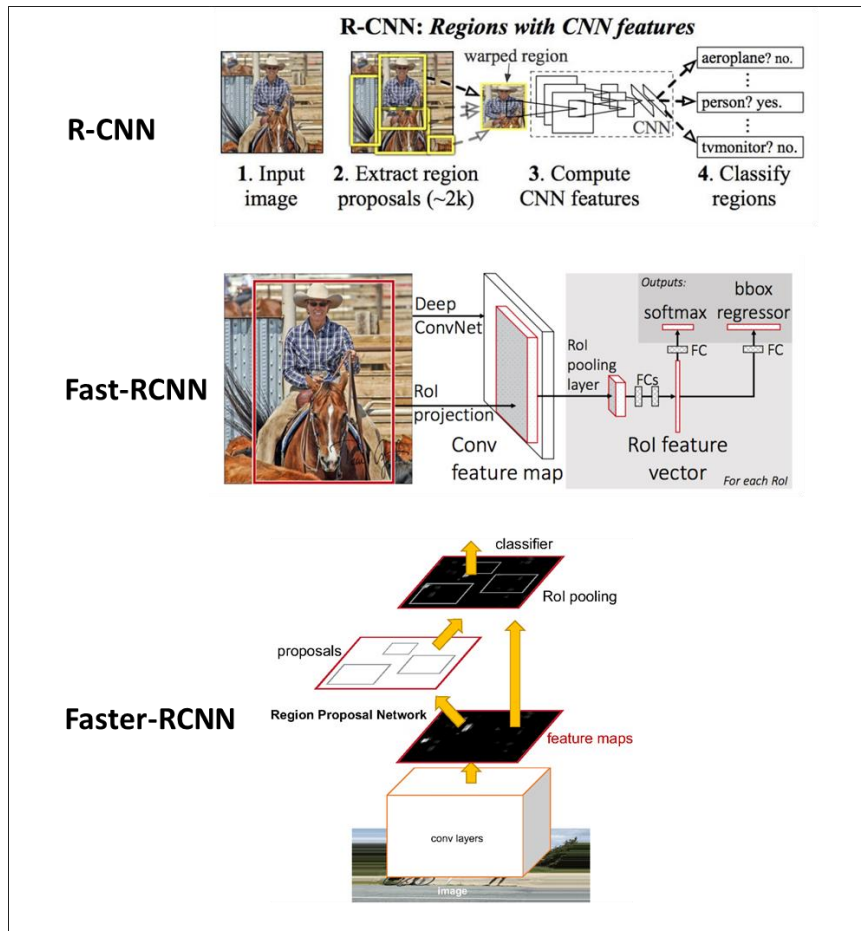 R-CNN: Regions with CNN features
warped region
aeroplane? no.
person? yes.
tvmonitor? no.
CNN
R-CNN
1. Input
image
2. Extract region
proposals (~2k)
3. Compute
CNN features
4. Classify
regions
Fast-RCNN
Deep
ConvNet
RoI
projection
Conv
feature map
RoI
pooling
layer
FCs
RoI feature
vector
For each RoI
Outputs:
softmax
bbox
regressor
FC
FC
Faster-RCNN
classifier
RoI pooling
proposals
Region Proposal Network
feature maps
conv layers
image